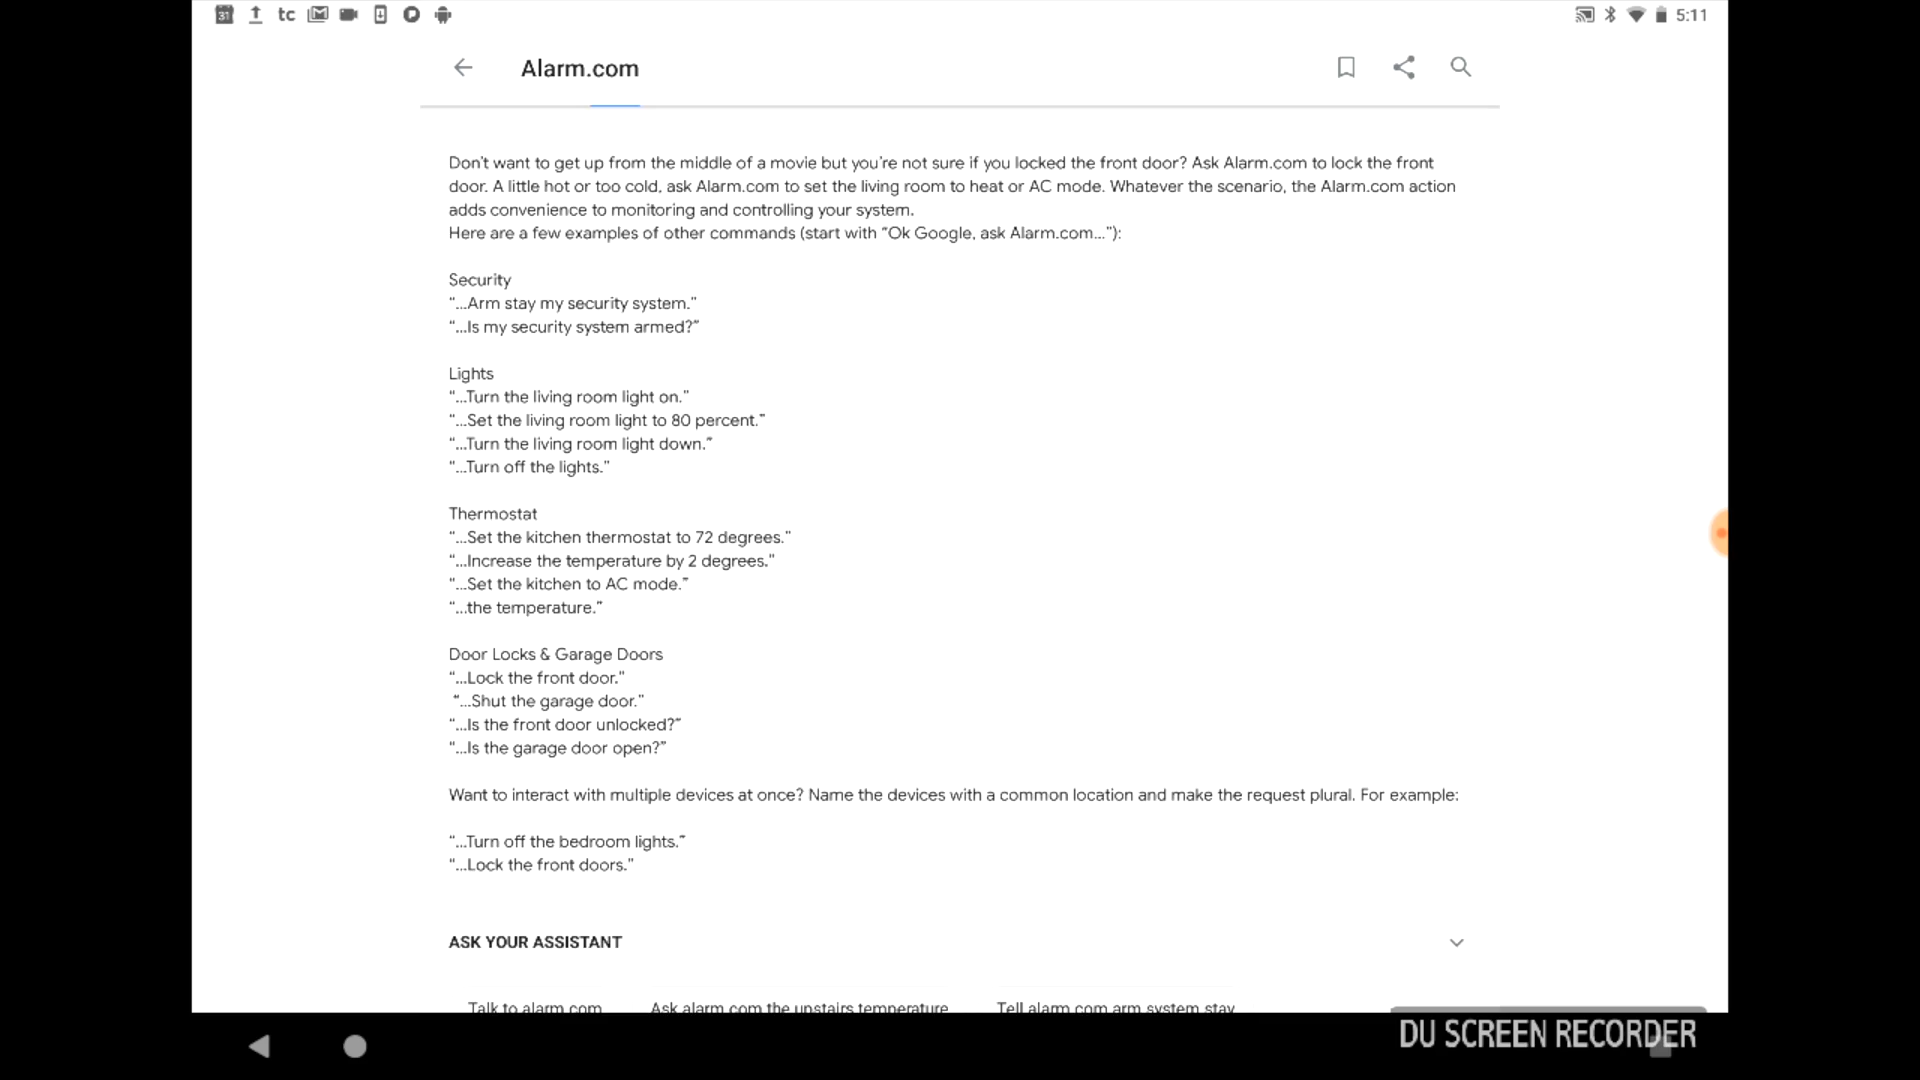 31 tc 5:11
Alarm.com
Don't want to get up from the middle of a movie but you're not sure if you locked the front door? Ask Alarm.com to lock the front
door. A little hot or too cold, ask Alarm.com to set the living room to heat or AC mode. Whatever the scenario, the Alarm.com action
adds convenience to monitoring and controlling your system.
Here are a few examples of other commands (start with “Ok Google, ask Alarm.com...”):
Security
“...Arm stay my security system.”
“...Is my security system armed?”
Lights
“...Turn the living room light on.”
“...Set the living room light to 80 percent.”
“...Turn the living room light down.”
“...Turn off the lights.”
Thermostat
“...Set the kitchen thermostat to 72 degrees.”
“...Increase the temperature by 2 degrees.”
“...Set the kitchen to AC mode.”
“...the temperature.”
Door Locks & Garage Doors
“...Lock the front door.”
“...Shut the garage door.”
“...Is the front door unlocked?”
“...Is the garage door open?”
Want to interact with multiple devices at once? Name the devices with a common location and make the request plural. For example:
“...Turn off the bedroom lights.”
“...Lock the front doors.”
ASK YOUR ASSISTANT
Talk to alarm com Ask alarm com the upstairs temperature Tell alarm com arm system stay
DU SCREEN RECORDER